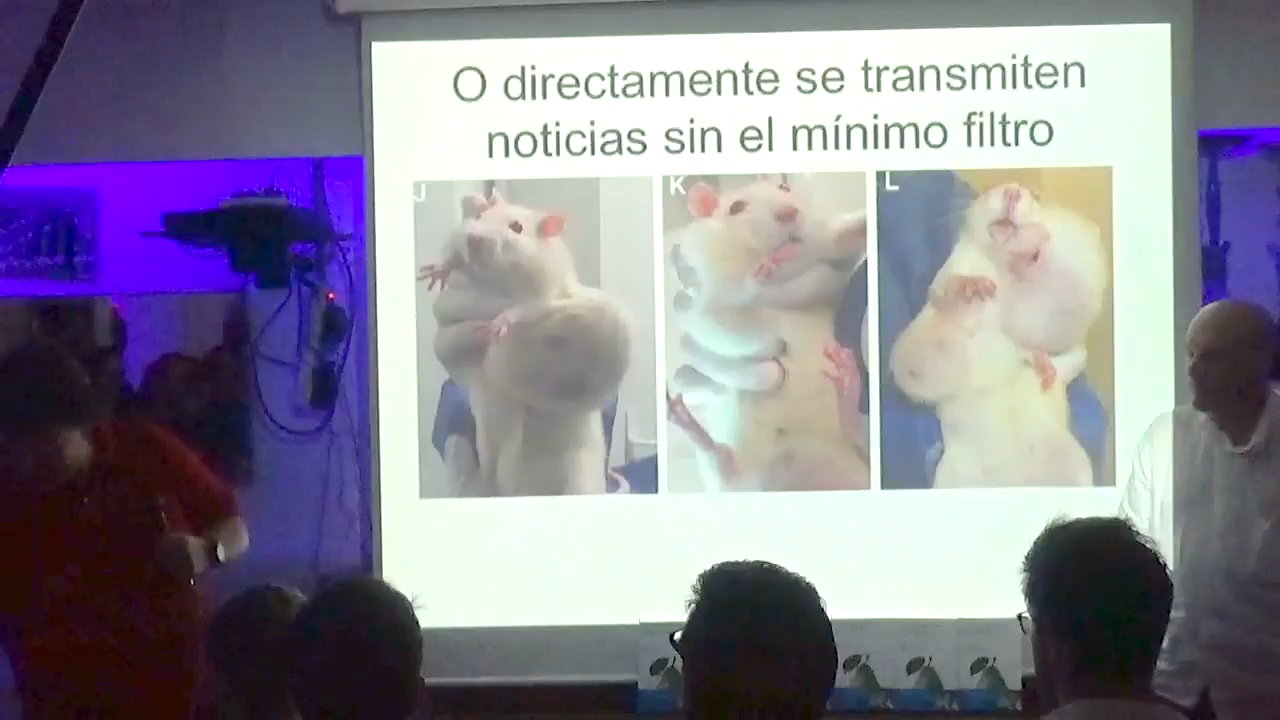 O directamente se transmiten
noticias sin el mínimo filtro
J
K
L